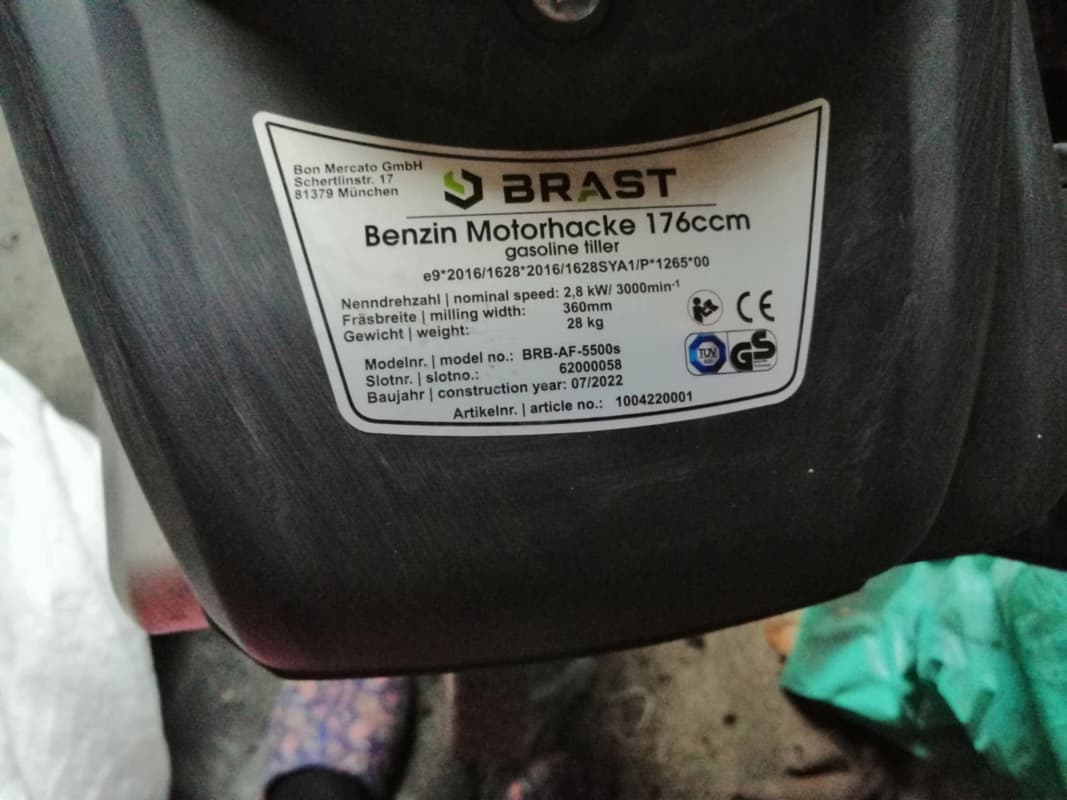 Bon Mercato GmbH
Schertlinstr. 17
81379 München
BRAST
Benzin Motorhacke 176ccm
gasoline tiller
e9*2016/1628*2016/1628SYA1/P*1265*00
Nenndrehzahl | nominal speed: 2,8 kW/ 3000min⁻¹
Fräsbreite | milling width: 360mm
Gewicht | weight: 28 kg
CE
TÜV
GS
Modelnr. | model no.: BRB-AF-5500s
Slotnr. | slotno.: 62000058
Baujahr | construction year: 07/2022
Artikelnr. | article no.: 1004220001